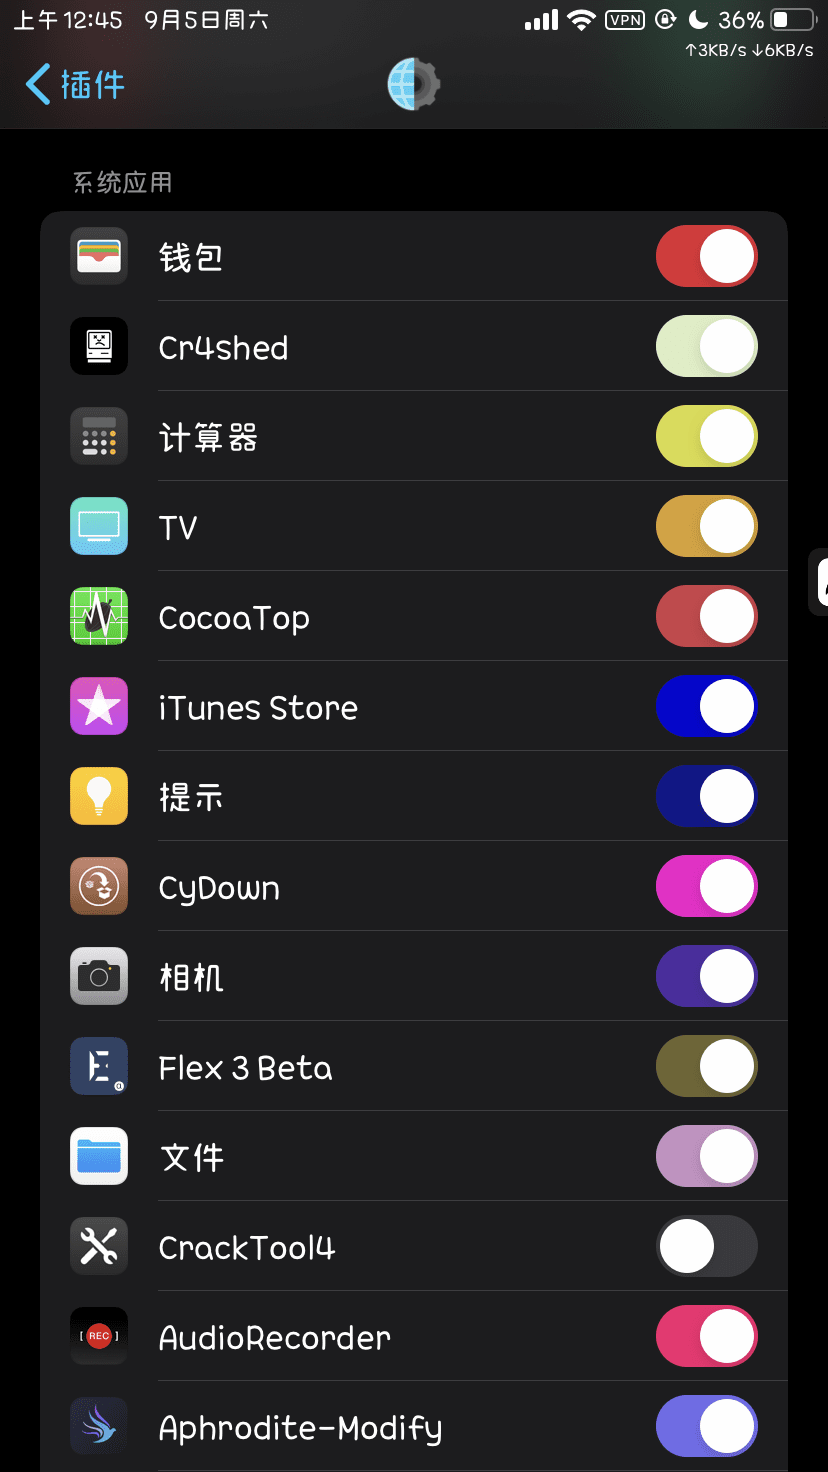 上午12:45 9月5日周六 VPN 36%
↑3KB/s ↓6KB/s
插件
系统应用
钱包
Cr4shed
计算器
TV
CocoaTop
iTunes Store
提示
CyDown
相机
Flex 3 Beta
文件
CrackTool4
[REC] AudioRecorder
Aphrodite-Modify